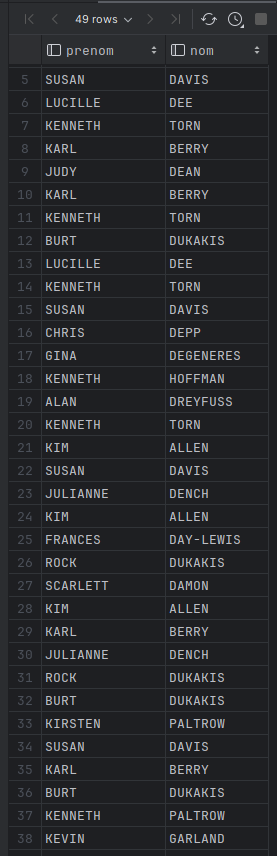 49 rows
prenom nom
5 SUSAN DAVIS
6 LUCILLE DEE
7 KENNETH TORN
8 KARL BERRY
9 JUDY DEAN
10 KARL BERRY
11 KENNETH TORN
12 BURT DUKAKIS
13 LUCILLE DEE
14 KENNETH TORN
15 SUSAN DAVIS
16 CHRIS DEPP
17 GINA DEGENERES
18 KENNETH HOFFMAN
19 ALAN DREYFUSS
20 KENNETH TORN
21 KIM ALLEN
22 SUSAN DAVIS
23 JULIANNE DENCH
24 KIM ALLEN
25 FRANCES DAY-LEWIS
26 ROCK DUKAKIS
27 SCARLETT DAMON
28 KIM ALLEN
29 KARL BERRY
30 JULIANNE DENCH
31 ROCK DUKAKIS
32 BURT DUKAKIS
33 KIRSTEN PALTROW
34 SUSAN DAVIS
35 KARL BERRY
36 BURT DUKAKIS
37 KENNETH PALTROW
38 KEVIN GARLAND